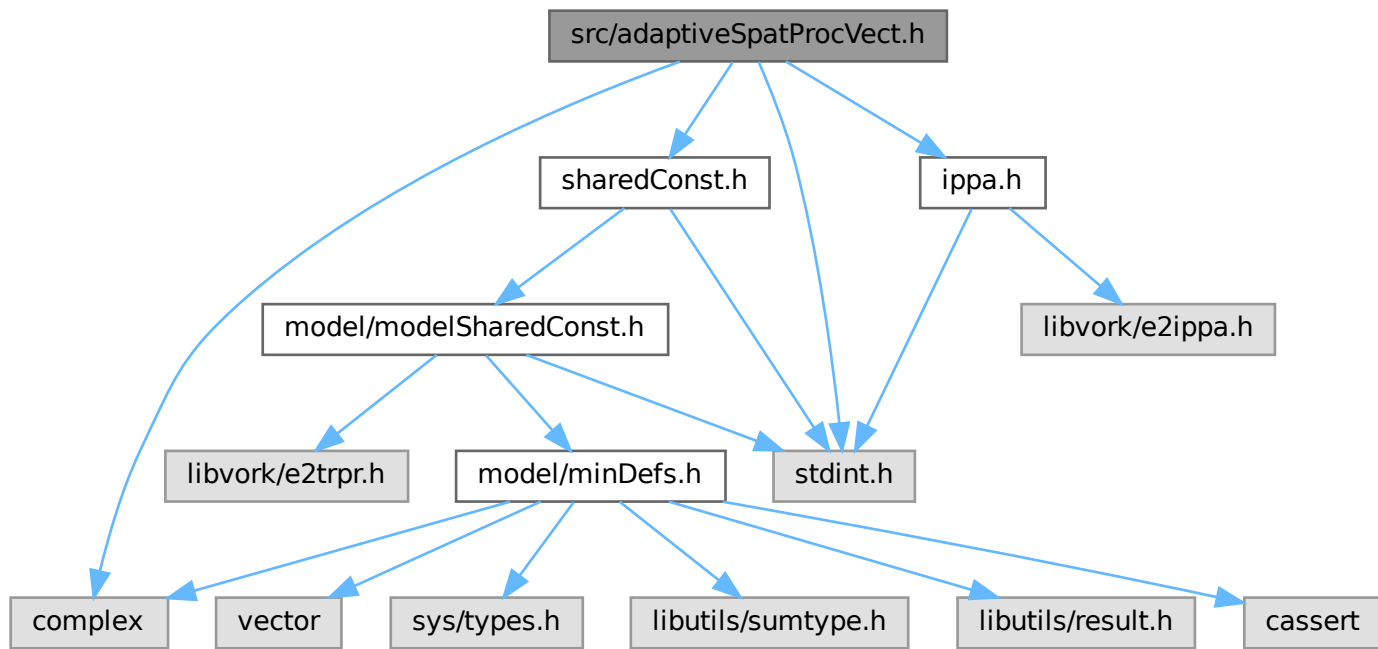 src/adaptiveSpatProcVect.h
sharedConst.h
ippa.h
model/modelSharedConst.h
libvork/e2ippa.h
libvork/e2trpr.h
model/minDefs.h
stdint.h
complex
vector
sys/types.h
libutils/sumtype.h
libutils/result.h
cassert